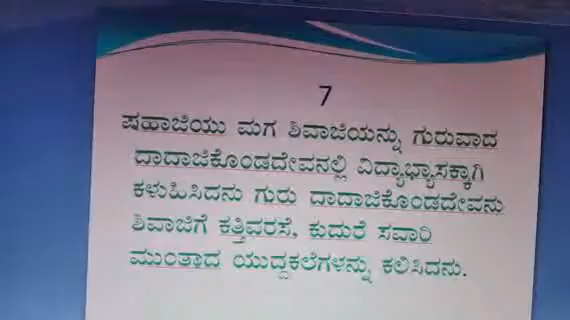 7
ಷಹಾಜಿಯು ಮಗ ಶಿವಾಜಿಯನ್ನು ಗುರುವಾದ
ದಾದಾಜಿಕೊಂಡದೇವನಲ್ಲಿ ವಿದ್ಯಾಭ್ಯಾಸಕ್ಕಾಗಿ
ಕಳುಹಿಸಿದನು ಗುರು ದಾದಾಜಿಕೊಂಡದೇವನು
ಶಿವಾಜಿಗೆ ಕತ್ತಿವರಸೆ, ಕುದುರೆ ಸವಾರಿ
ಮುಂತಾದ ಯುದ್ಧಕಲೆಗಳನ್ನು ಕಲಿಸಿದನು.